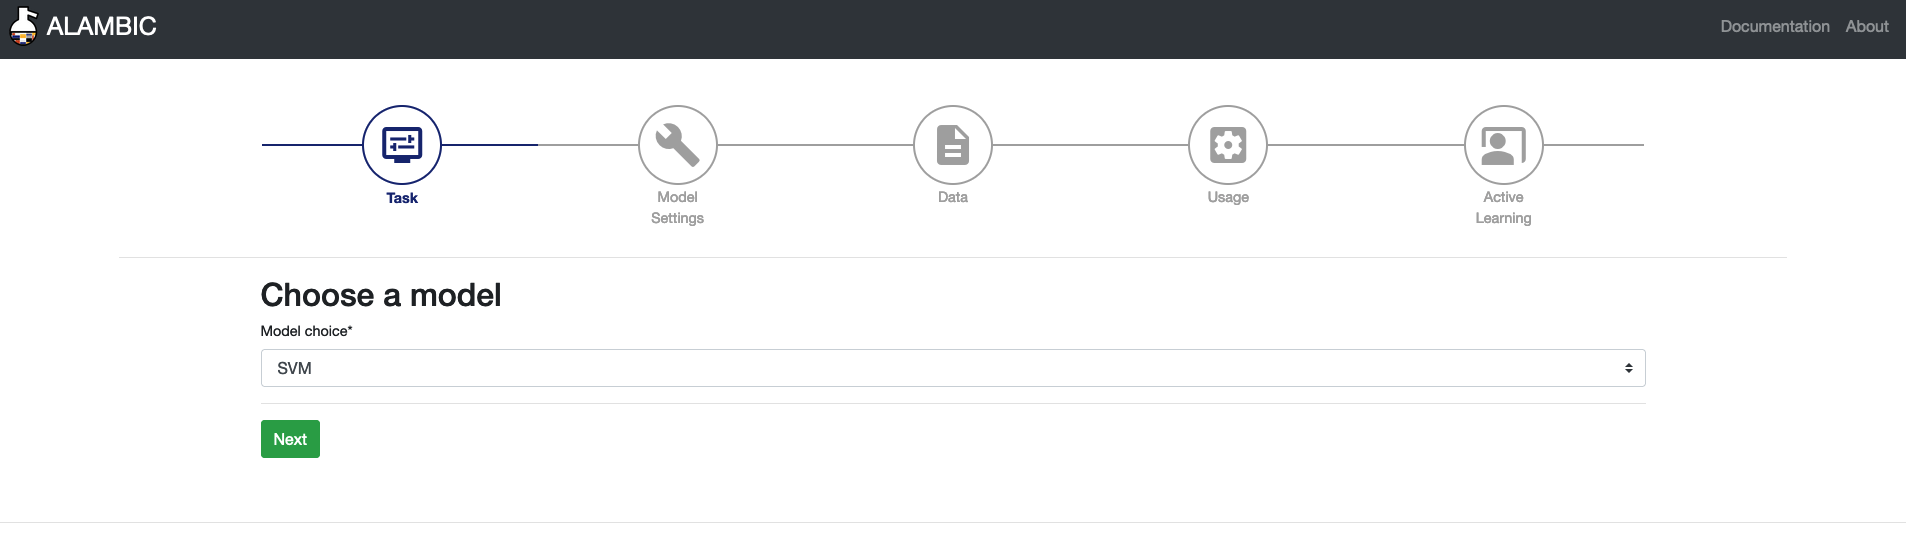 ALAMBIC
Documentation About
Task
Model
Settings
Data
Usage
Active
Learning
Choose a model
Model choice*
SVM
Next